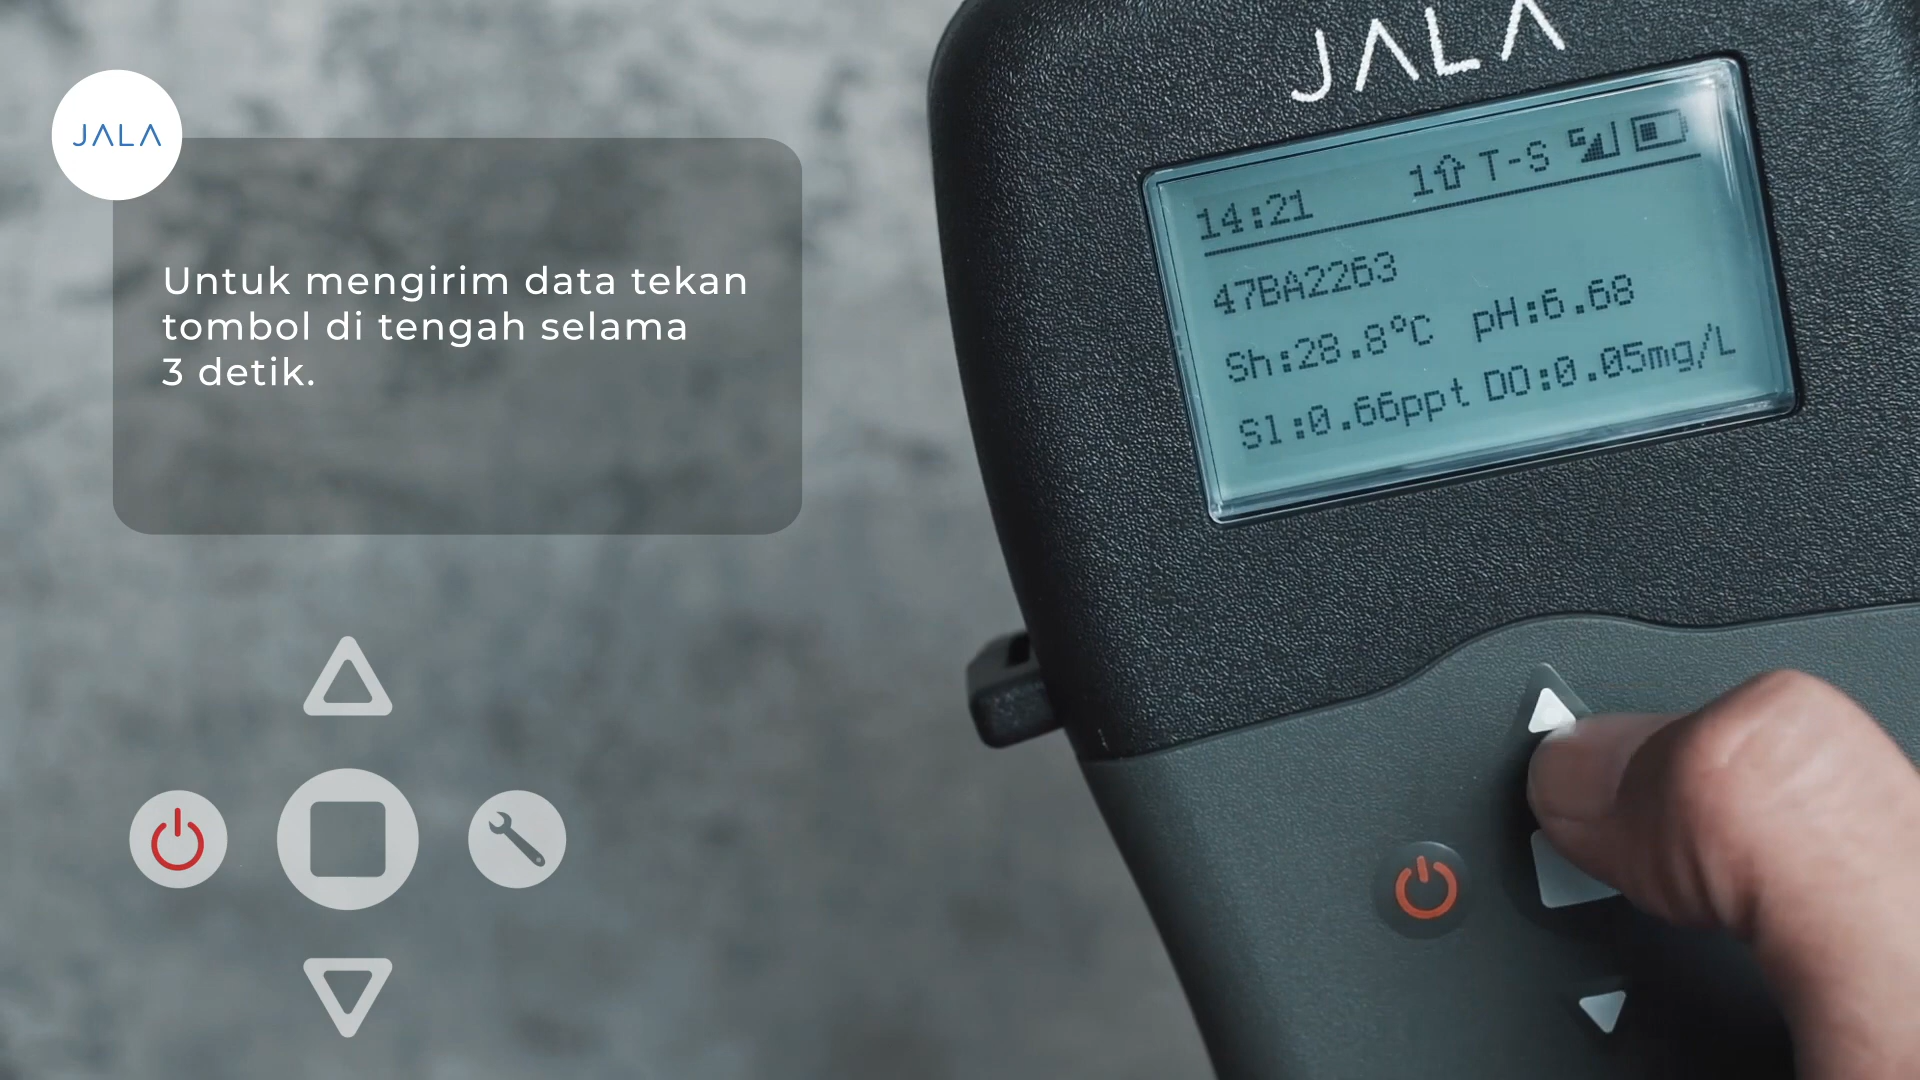 JALA
Untuk mengirim data tekan
tombol di tengah selama
3 detik.
JALA
14:21 1 T-S
47BA2263
Sh:28.8°C pH:6.68
Sl:0.66ppt DO:0.05mg/L